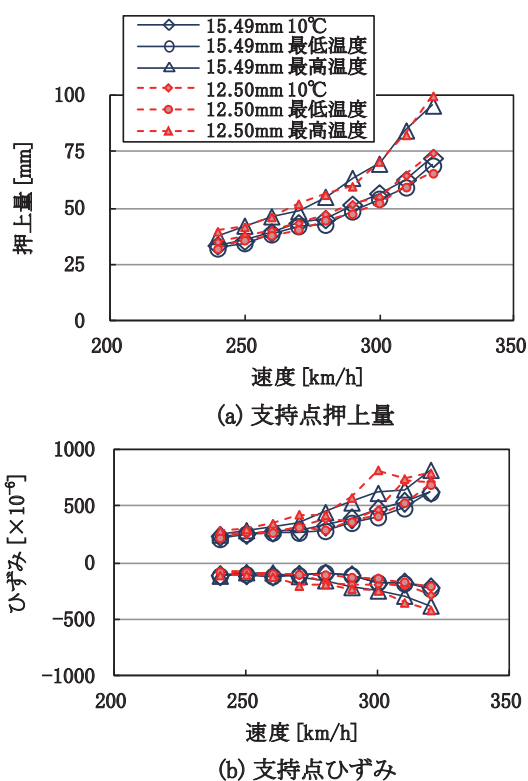 15.49mm 10℃
15.49mm 最低温度
15.49mm 最高温度
12.50mm 10℃
12.50mm 最低温度
12.50mm 最高温度
100
75
50
25
0
押上量 [mm]
200 250 300 350
速度 [km/h]
(a) 支持点押上量
1000
500
0
-500
-1000
ひずみ [×10⁻⁶]
200 250 300 350
速度 [km/h]
(b) 支持点ひずみ